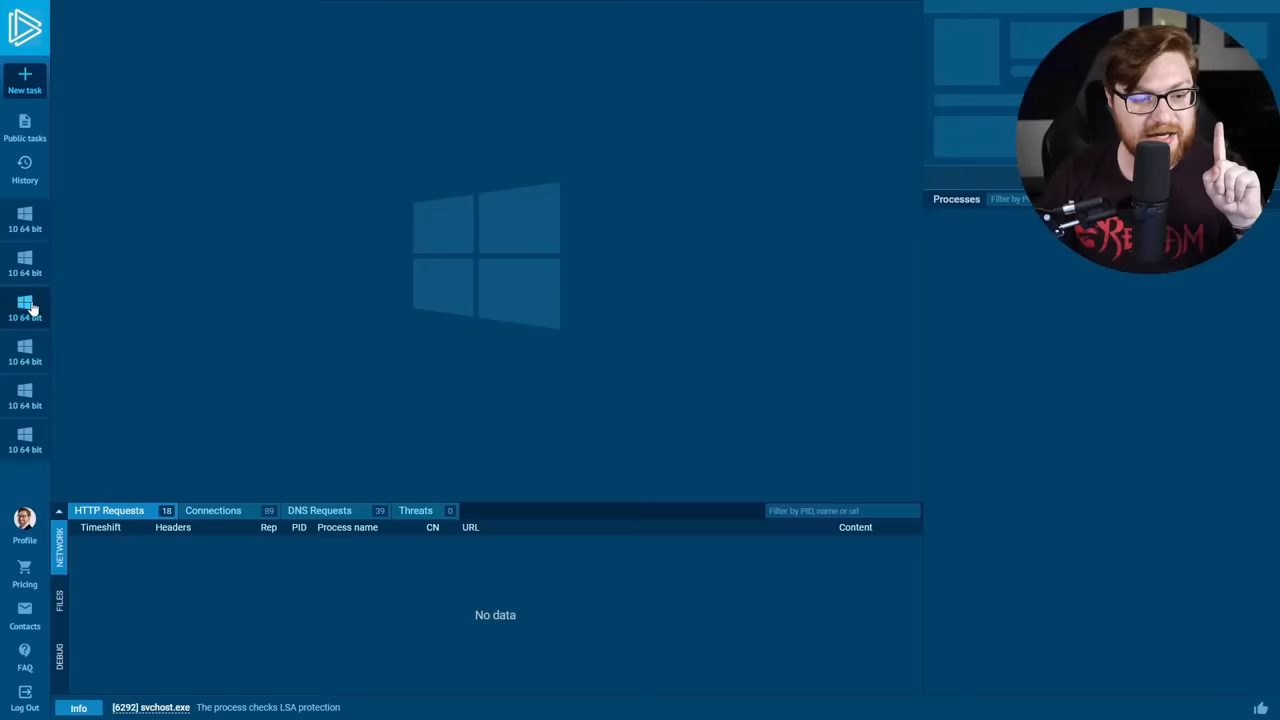 New task
Public tasks
History
10 64 bit
10 64 bit
10 64 bit
10 64 bit
10 64 bit
10 64 bit
Profile
Pricing
Contacts
FAQ
Log Out
Processes
Filter by P
HTTP Requests 18 Connections 89 DNS Requests 39 Threats 0 Filter by PID, name or url
Timeshift Headers Rep PID Process name CN URL Content
NETWORK
FILES
DEBUG
No data
Info [6292] svchost.exe The process checks LSA protection